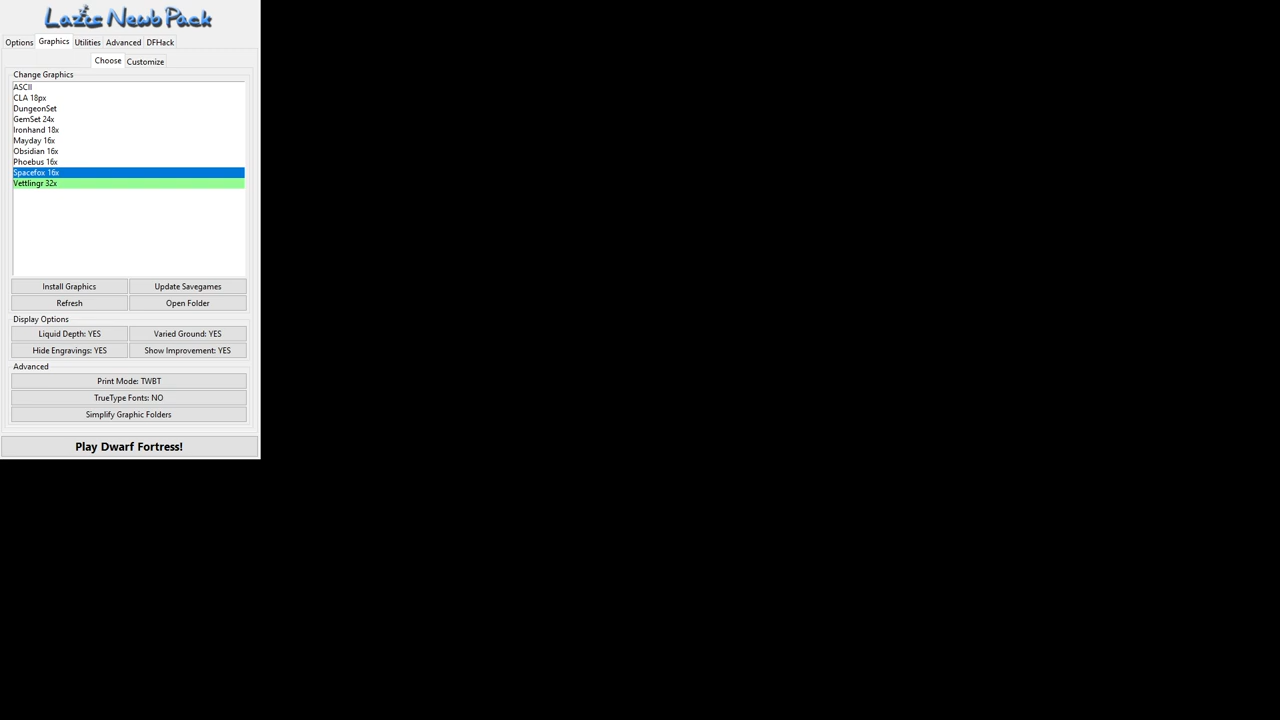 Lazy Newb Pack
Options Graphics Utilities Advanced DFHack
Choose Customize
Change Graphics
ASCII
CLA 18px
DungeonSet
GemSet 24x
Ironhand 18x
Mayday 16x
Obsidian 16x
Phoebus 16x
Spacefox 16x
Vettlingr 32x
Install Graphics Update Savegames
Refresh Open Folder
Display Options
Liquid Depth: YES Varied Ground: YES
Hide Engravings: YES Show Improvement: YES
Advanced
Print Mode: TWBT
TrueType Fonts: NO
Simplify Graphic Folders
Play Dwarf Fortress!